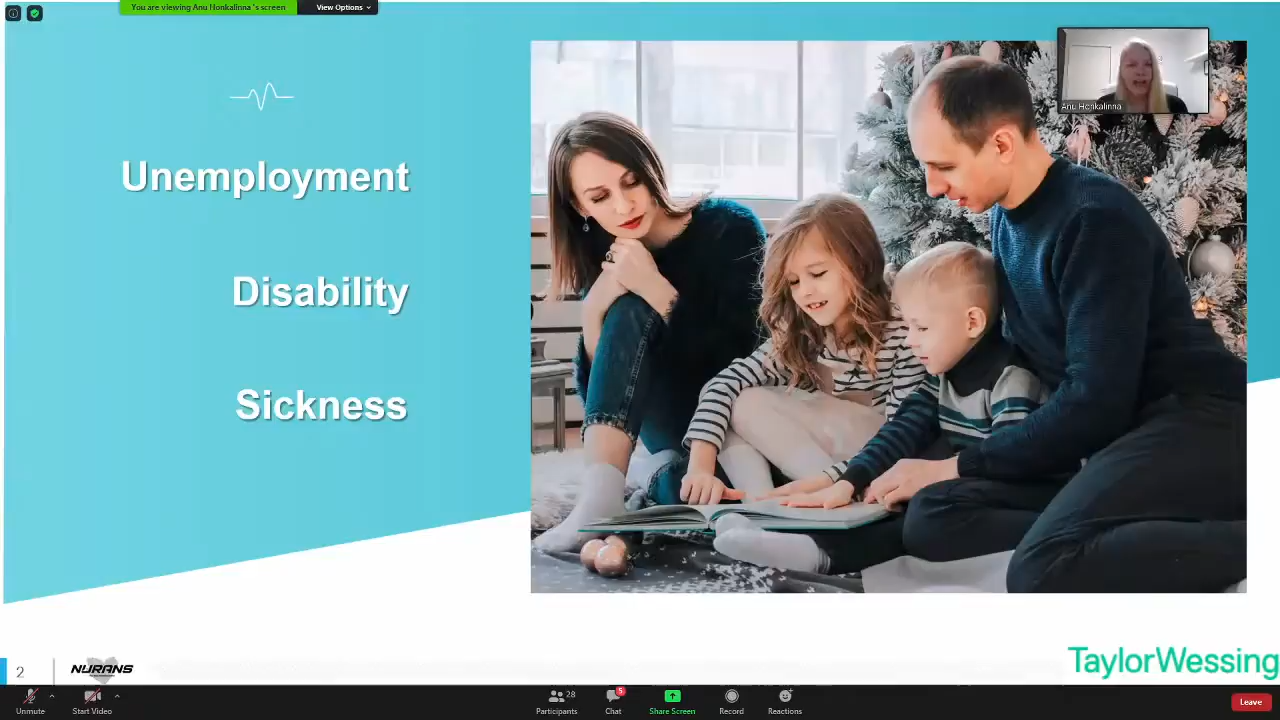 You are viewing Anu Honkalinna 's screen
View Options
Anu Honkalinna
Unemployment
Disability
Sickness
2
NURANS
TaylorWessing
Unmute
Start Video
28
Participants
5
Chat
Share Screen
Record
Reactions
Leave